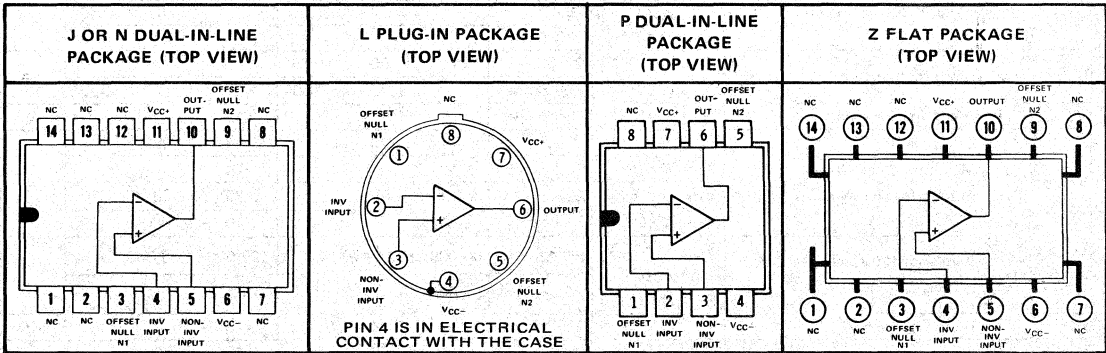 J OR N DUAL-IN-LINE
PACKAGE (TOP VIEW)
NC NC NC VCC+ OUT-
PUT OFFSET
NULL
N2 NC
14 13 12 11 10 9 8
1 2 3 4 5 6 7
NC NC OFFSET
NULL
N1 INV
INPUT NON-
INV
INPUT VCC− NC
L PLUG-IN PACKAGE
(TOP VIEW)
NC
OFFSET
NULL
N1
VCC+
8
1
7
INV
INPUT
2
6
OUTPUT
3
5
4
NON-
INV
INPUT
OFFSET
NULL
N2
VCC−
PIN 4 IS IN ELECTRICAL
CONTACT WITH THE CASE
P DUAL-IN-LINE
PACKAGE
(TOP VIEW)
NC VCC+ OUT-
PUT OFFSET
NULL
N2
8 7 6 5
1 2 3 4
OFFSET
NULL
N1 INV
INPUT NON-
INV
INPUT VCC−
Z FLAT PACKAGE
(TOP VIEW)
NC NC NC VCC+ OUTPUT OFFSET
NULL
N2 NC
14 13 12 11 10 9 8
1 2 3 4 5 6 7
NC NC OFFSET
NULL
N1 INV
INPUT NON-
INV
INPUT VCC− NC